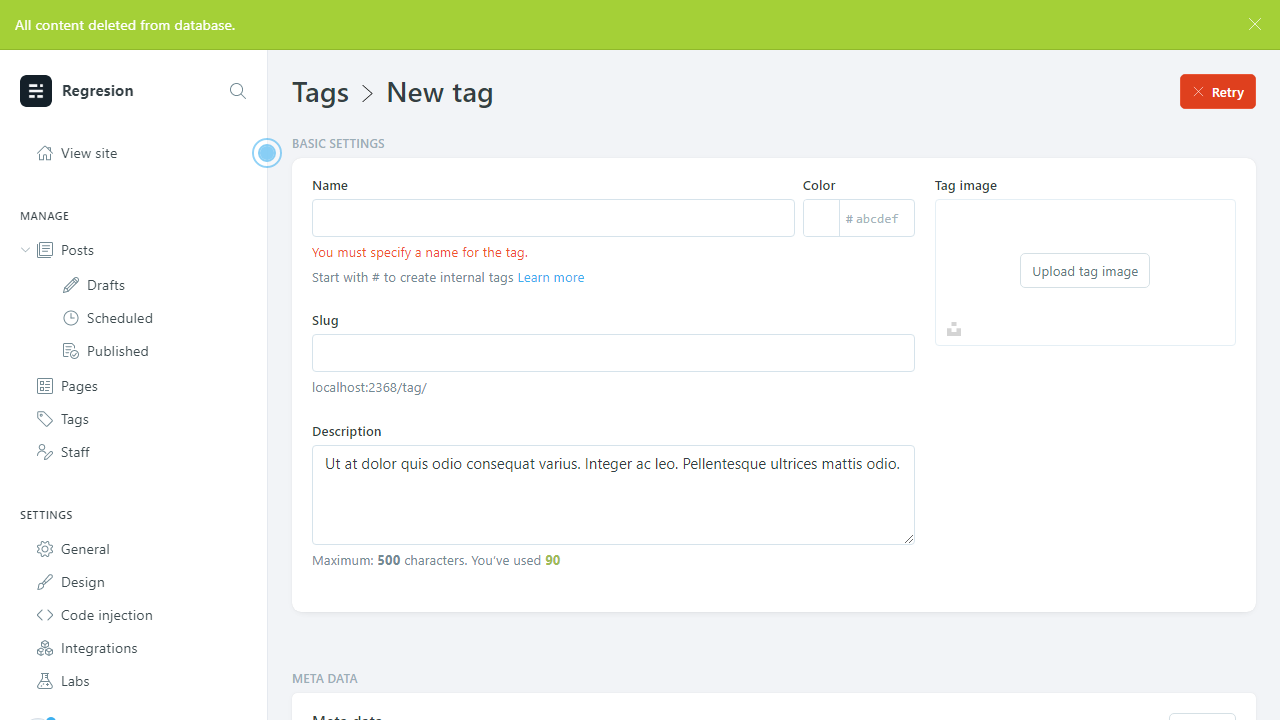 All content deleted from database.
Regresion
Tags > New tag
Retry
View site
BASIC SETTINGS
Name
Color
Tag image
# abcdef
You must specify a name for the tag.
Start with # to create internal tags Learn more
Upload tag image
MANAGE
Posts
Drafts
Scheduled
Published
Pages
Tags
Staff
Slug
localhost:2368/tag/
Description
Ut at dolor quis odio consequat varius. Integer ac leo. Pellentesque ultrices mattis odio.
Maximum: 500 characters. You've used 90
SETTINGS
General
Design
Code injection
Integrations
Labs
META DATA
Meta data